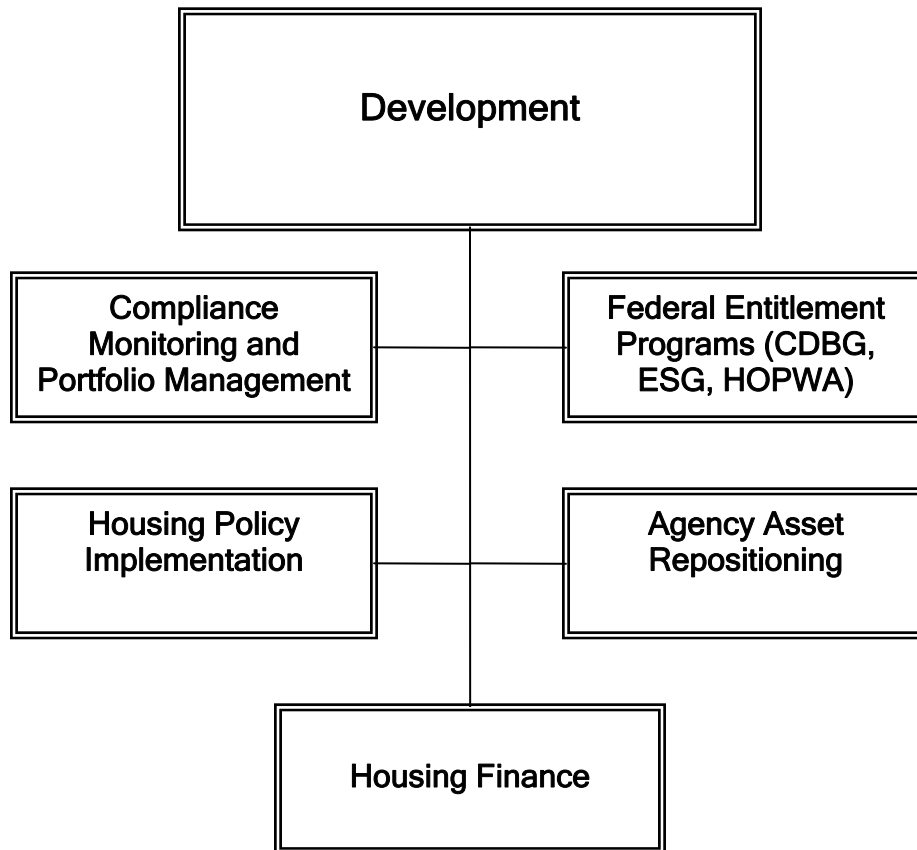 Development
Compliance
Monitoring and
Portfolio Management
Federal Entitlement
Programs (CDBG,
ESG, HOPWA)
Housing Policy
Implementation
Agency Asset
Repositioning
Housing Finance